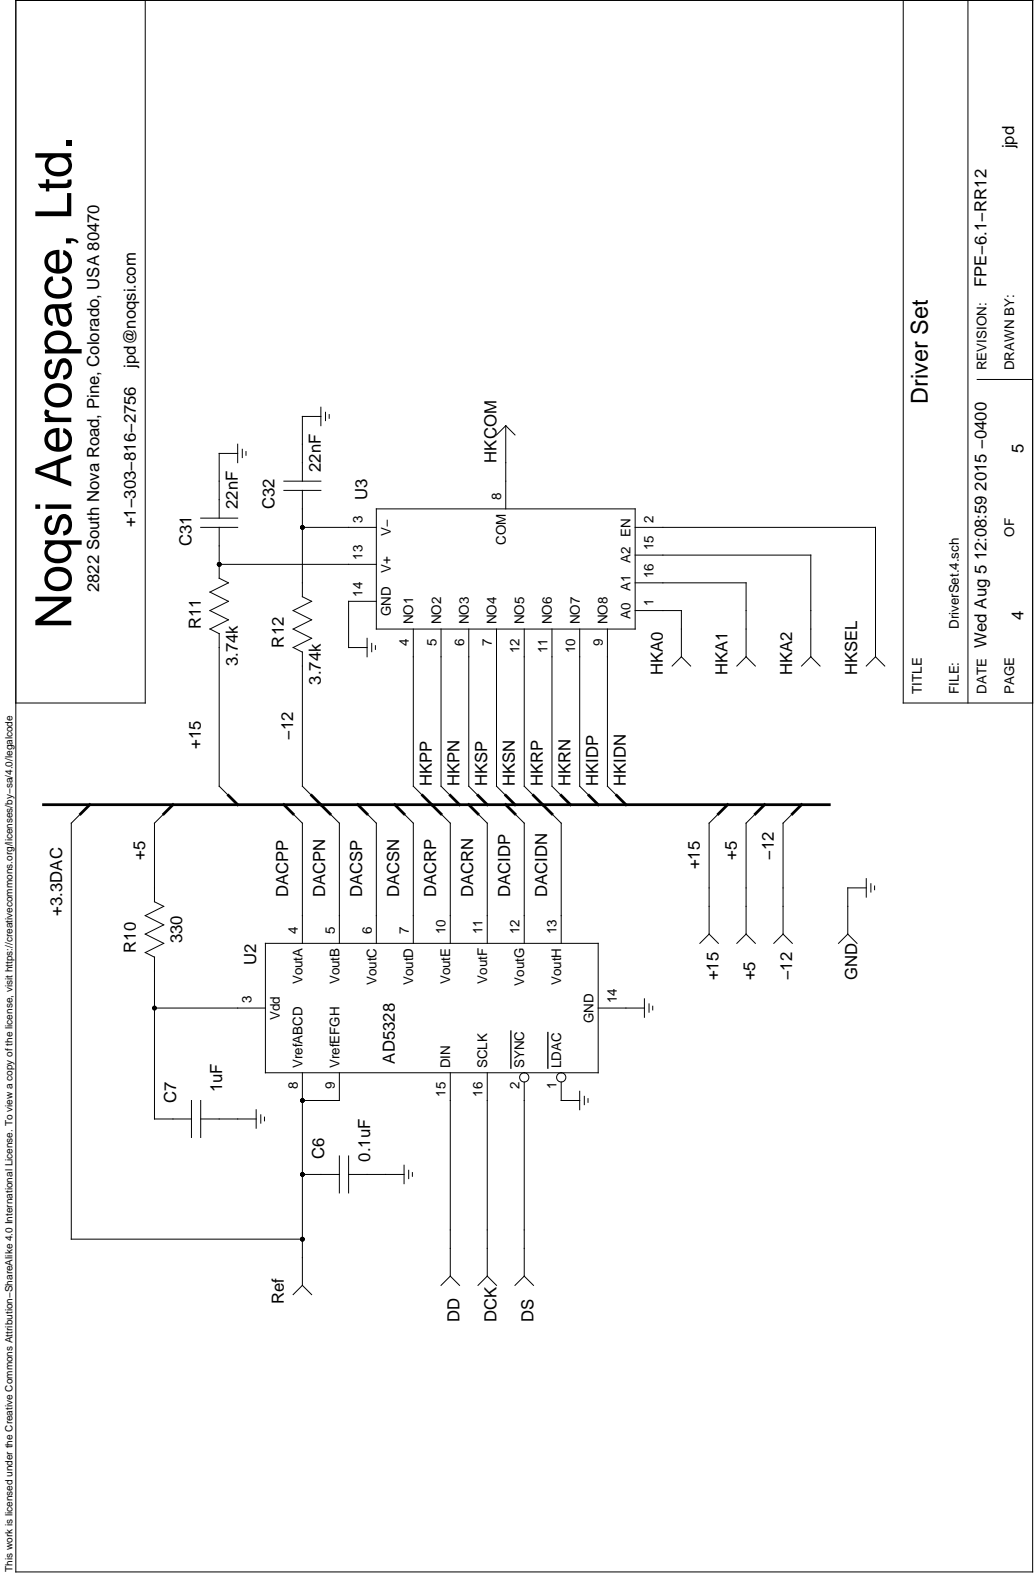 This work is licensed under the Creative Commons Attribution−ShareAlike 4.0 International License. To view a copy of the license, visit https://creativecommons.org/licenses/by−sa/4.0/legalcode
Noqsi Aerospace, Ltd.
2822 South Nova Road, Pine, Colorado, USA 80470
+1−303−816−2756 jpd@noqsi.com
+3.3DAC
R10
330
+5
C7
1uF
Ref
C6
0.1uF
U2
AD5328
3
Vdd
8
VrefABCD
9
VrefEFGH
15
DIN
16
SCLK
2
SYNC
1
LDAC
GND
14
DD
DCK
DS
VoutA
4
DACPP
VoutB
5
DACPN
VoutC
6
DACSP
VoutD
7
DACSN
VoutE
10
DACRP
VoutF
11
DACRN
VoutG
12
DACIDP
VoutH
13
DACIDN
+15
R11
3.74k
C31
22nF
−12
R12
3.74k
C32
22nF
U3
14
GND
13
V+
3
V−
HKPP
4
NO1
HKPN
5
NO2
HKSP
6
NO3
HKSN
7
NO4
HKRP
12
NO5
HKRN
11
NO6
HKIDP
10
NO7
HKIDN
9
NO8
COM
8
HKCOM
A0
1
HKA0
A1
16
HKA1
A2
15
HKA2
EN
2
HKSEL
+15
+15
+5
+5
−12
−12
GND
TITLE
Driver Set
FILE: DriverSet.4.sch
DATE Wed Aug 5 12:08:59 2015 −0400
REVISION: FPE−6.1−RR12
PAGE 4 OF 5
DRAWN BY: jpd